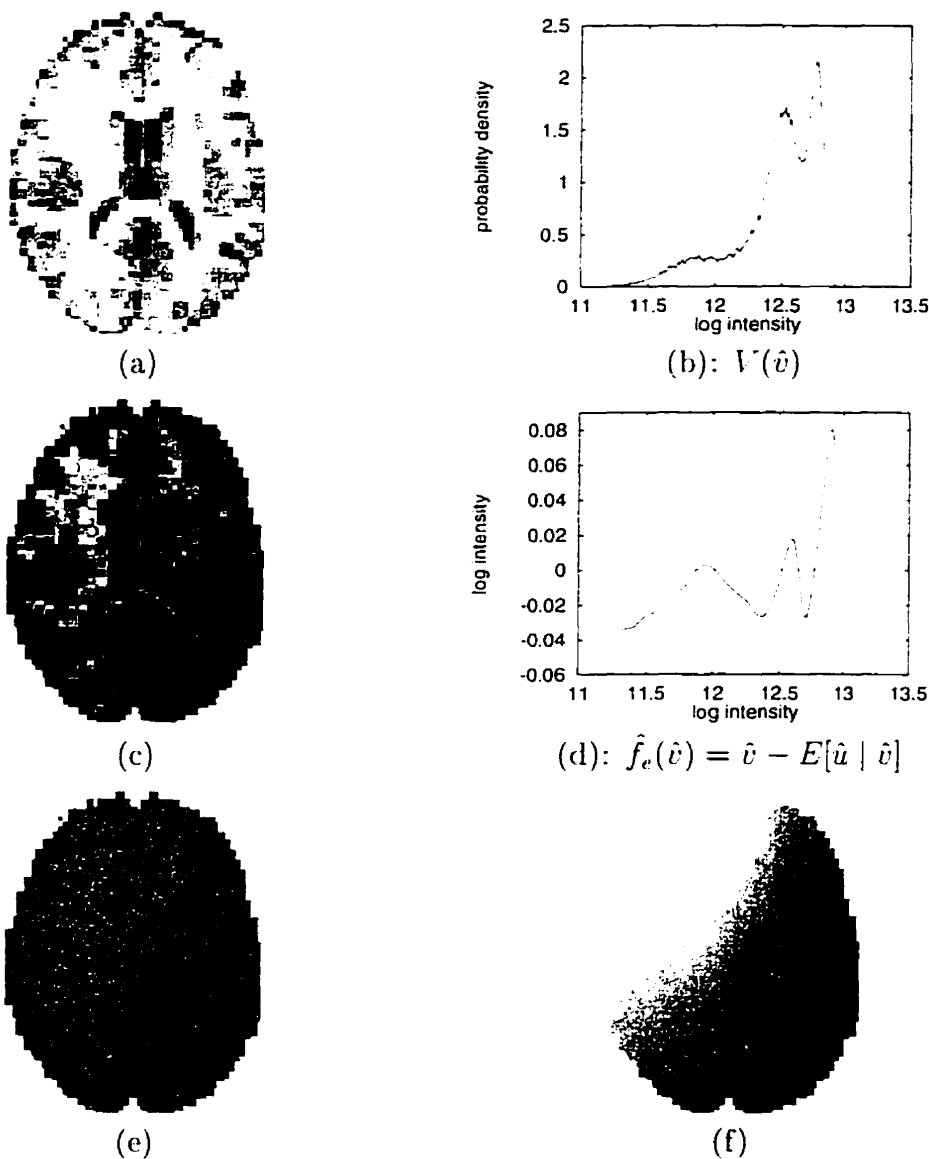 2.5
2
1.5
1
0.5
0
probability density
11 11.5 12 12.5 13 13.5
log intensity
(a)
(b): V(v̂)
0.08
0.06
0.04
0.02
0
-0.02
-0.04
-0.06
log intensity
11 11.5 12 12.5 13 13.5
log intensity
(c)
(d): f̂ₑ(v̂) = v̂ − E[û | v̂]
(e)
(f)